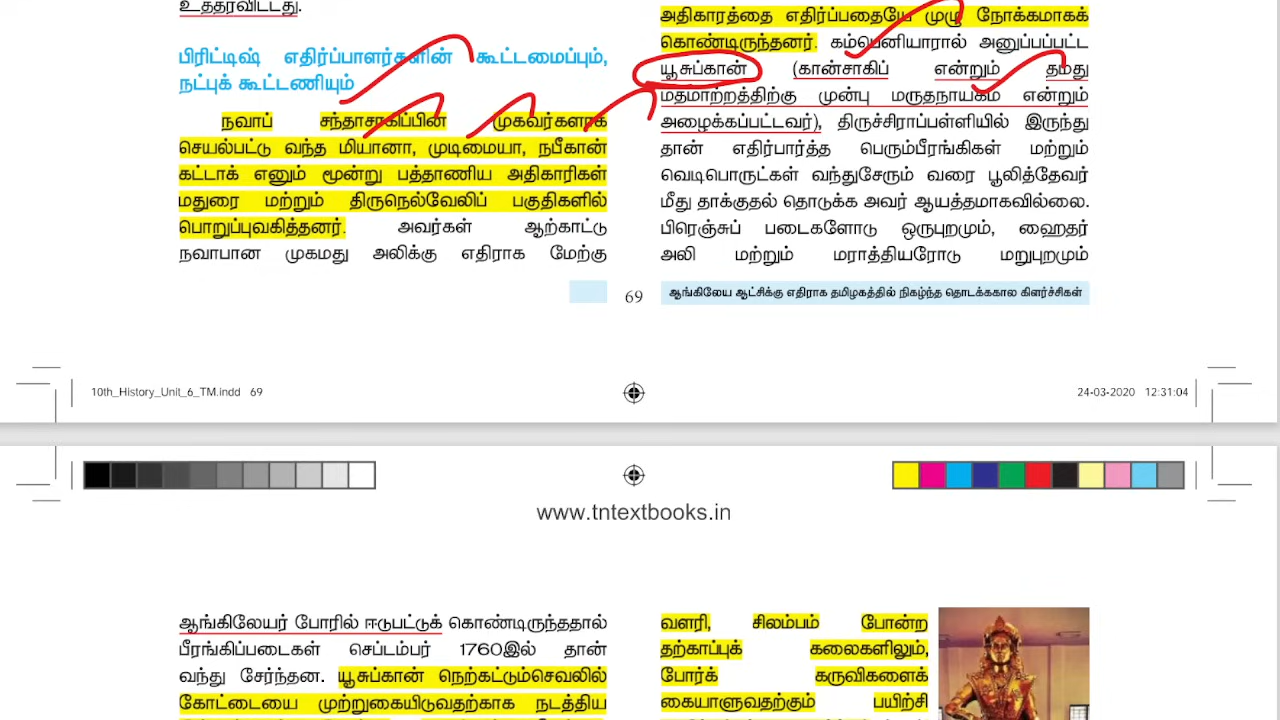 உத்தரவிட்டது.
பிரிட்டிஷ் எதிர்ப்பாளர்களின் கூட்டமைப்பும்,
நட்புக் கூட்டணியும்
நவாப் சந்தாசாகிப்பின் முகவர்களாக
செயல்பட்டு வந்த மியானா, முடிமையா, நபீகான்
கட்டாக் எனும் மூன்று பத்தாணிய அதிகாரிகள்
மதுரை மற்றும் திருநெல்வேலிப் பகுதிகளில்
பொறுப்புவகித்தனர். அவர்கள் ஆற்காட்டு
நவாபான முகமது அலிக்கு எதிராக மேற்கு
அதிகாரத்தை எதிர்ப்பதையே முழு நோக்கமாகக்
கொண்டிருந்தனர். கம்பெனியாரால் அனுப்பப்பட்ட
யூசுப்கான் (கான்சாகிப் என்றும் தமது
மதமாற்றத்திற்கு முன்பு மருதநாயகம் என்றும்
அழைக்கப்பட்டவர்), திருச்சிராப்பள்ளியில் இருந்து
தான் எதிர்பார்த்த பெரும்பீரங்கிகள் மற்றும்
வெடிபொருட்கள் வந்துசேரும் வரை பூலித்தேவர்
மீது தாக்குதல் தொடுக்க அவர் ஆயத்தமாகவில்லை.
பிரெஞ்சுப் படைகளோடு ஒருபுறமும், ஹைதர்
அலி மற்றும் மராத்தியரோடு மறுபுறமும்
69
ஆங்கிலேய ஆட்சிக்கு எதிராக தமிழகத்தில் நிகழ்ந்த தொடக்ககால கிளர்ச்சிகள்
10th_History_Unit_6_TM.indd 69
24-03-2020 12:31:04
www.tntextbooks.in
ஆங்கிலேயர் போரில் ஈடுபட்டுக் கொண்டிருந்ததால்
பீரங்கிப்படைகள் செப்டம்பர் 1760இல் தான்
வந்து சேர்ந்தன. யூசுப்கான் நெற்கட்டும்செவலில்
கோட்டையை முற்றுகையிடுவதற்காக நடத்திய
வளரி, சிலம்பம் போன்ற
தற்காப்புக் கலைகளிலும்,
போர்க் கருவிகளைக்
கையாளுவதற்கும் பயிற்சி